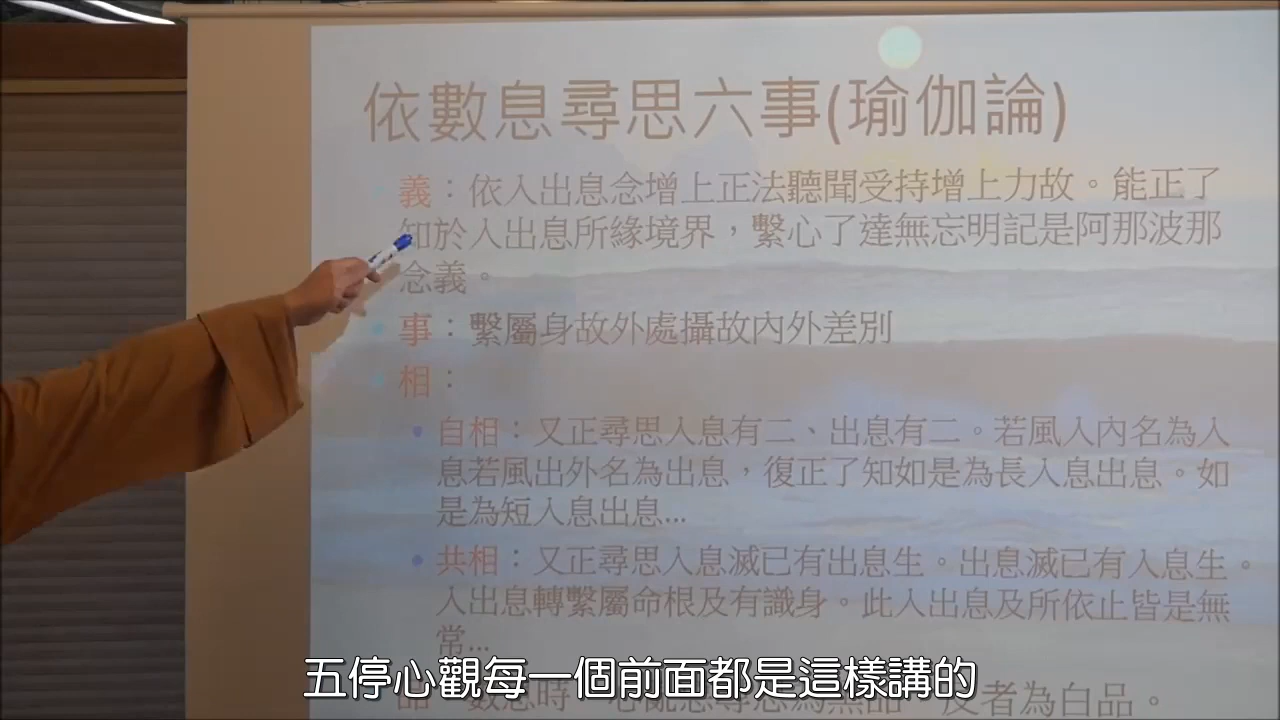 依數息尋思六事(瑜伽論)
義：依入出息念增上正法聽聞受持增上力故。能正了
知於入出息所緣境界，繫心了達無忘明記是阿那波那
念義。
事：繫屬身故外處攝故內外差別
相：
自相：又正尋思入息有二、出息有二。若風入內名為入
息若風出外名為出息，復正了知如是為長入息出息。如
是為短入息出息...
共相：又正尋思入息滅已有出息生。出息滅已有入息生。
入出息轉繫屬命根及有識身。此入出息及所依止皆是無
常...
五停心觀每一個前面都是這樣講的
反者為白品。